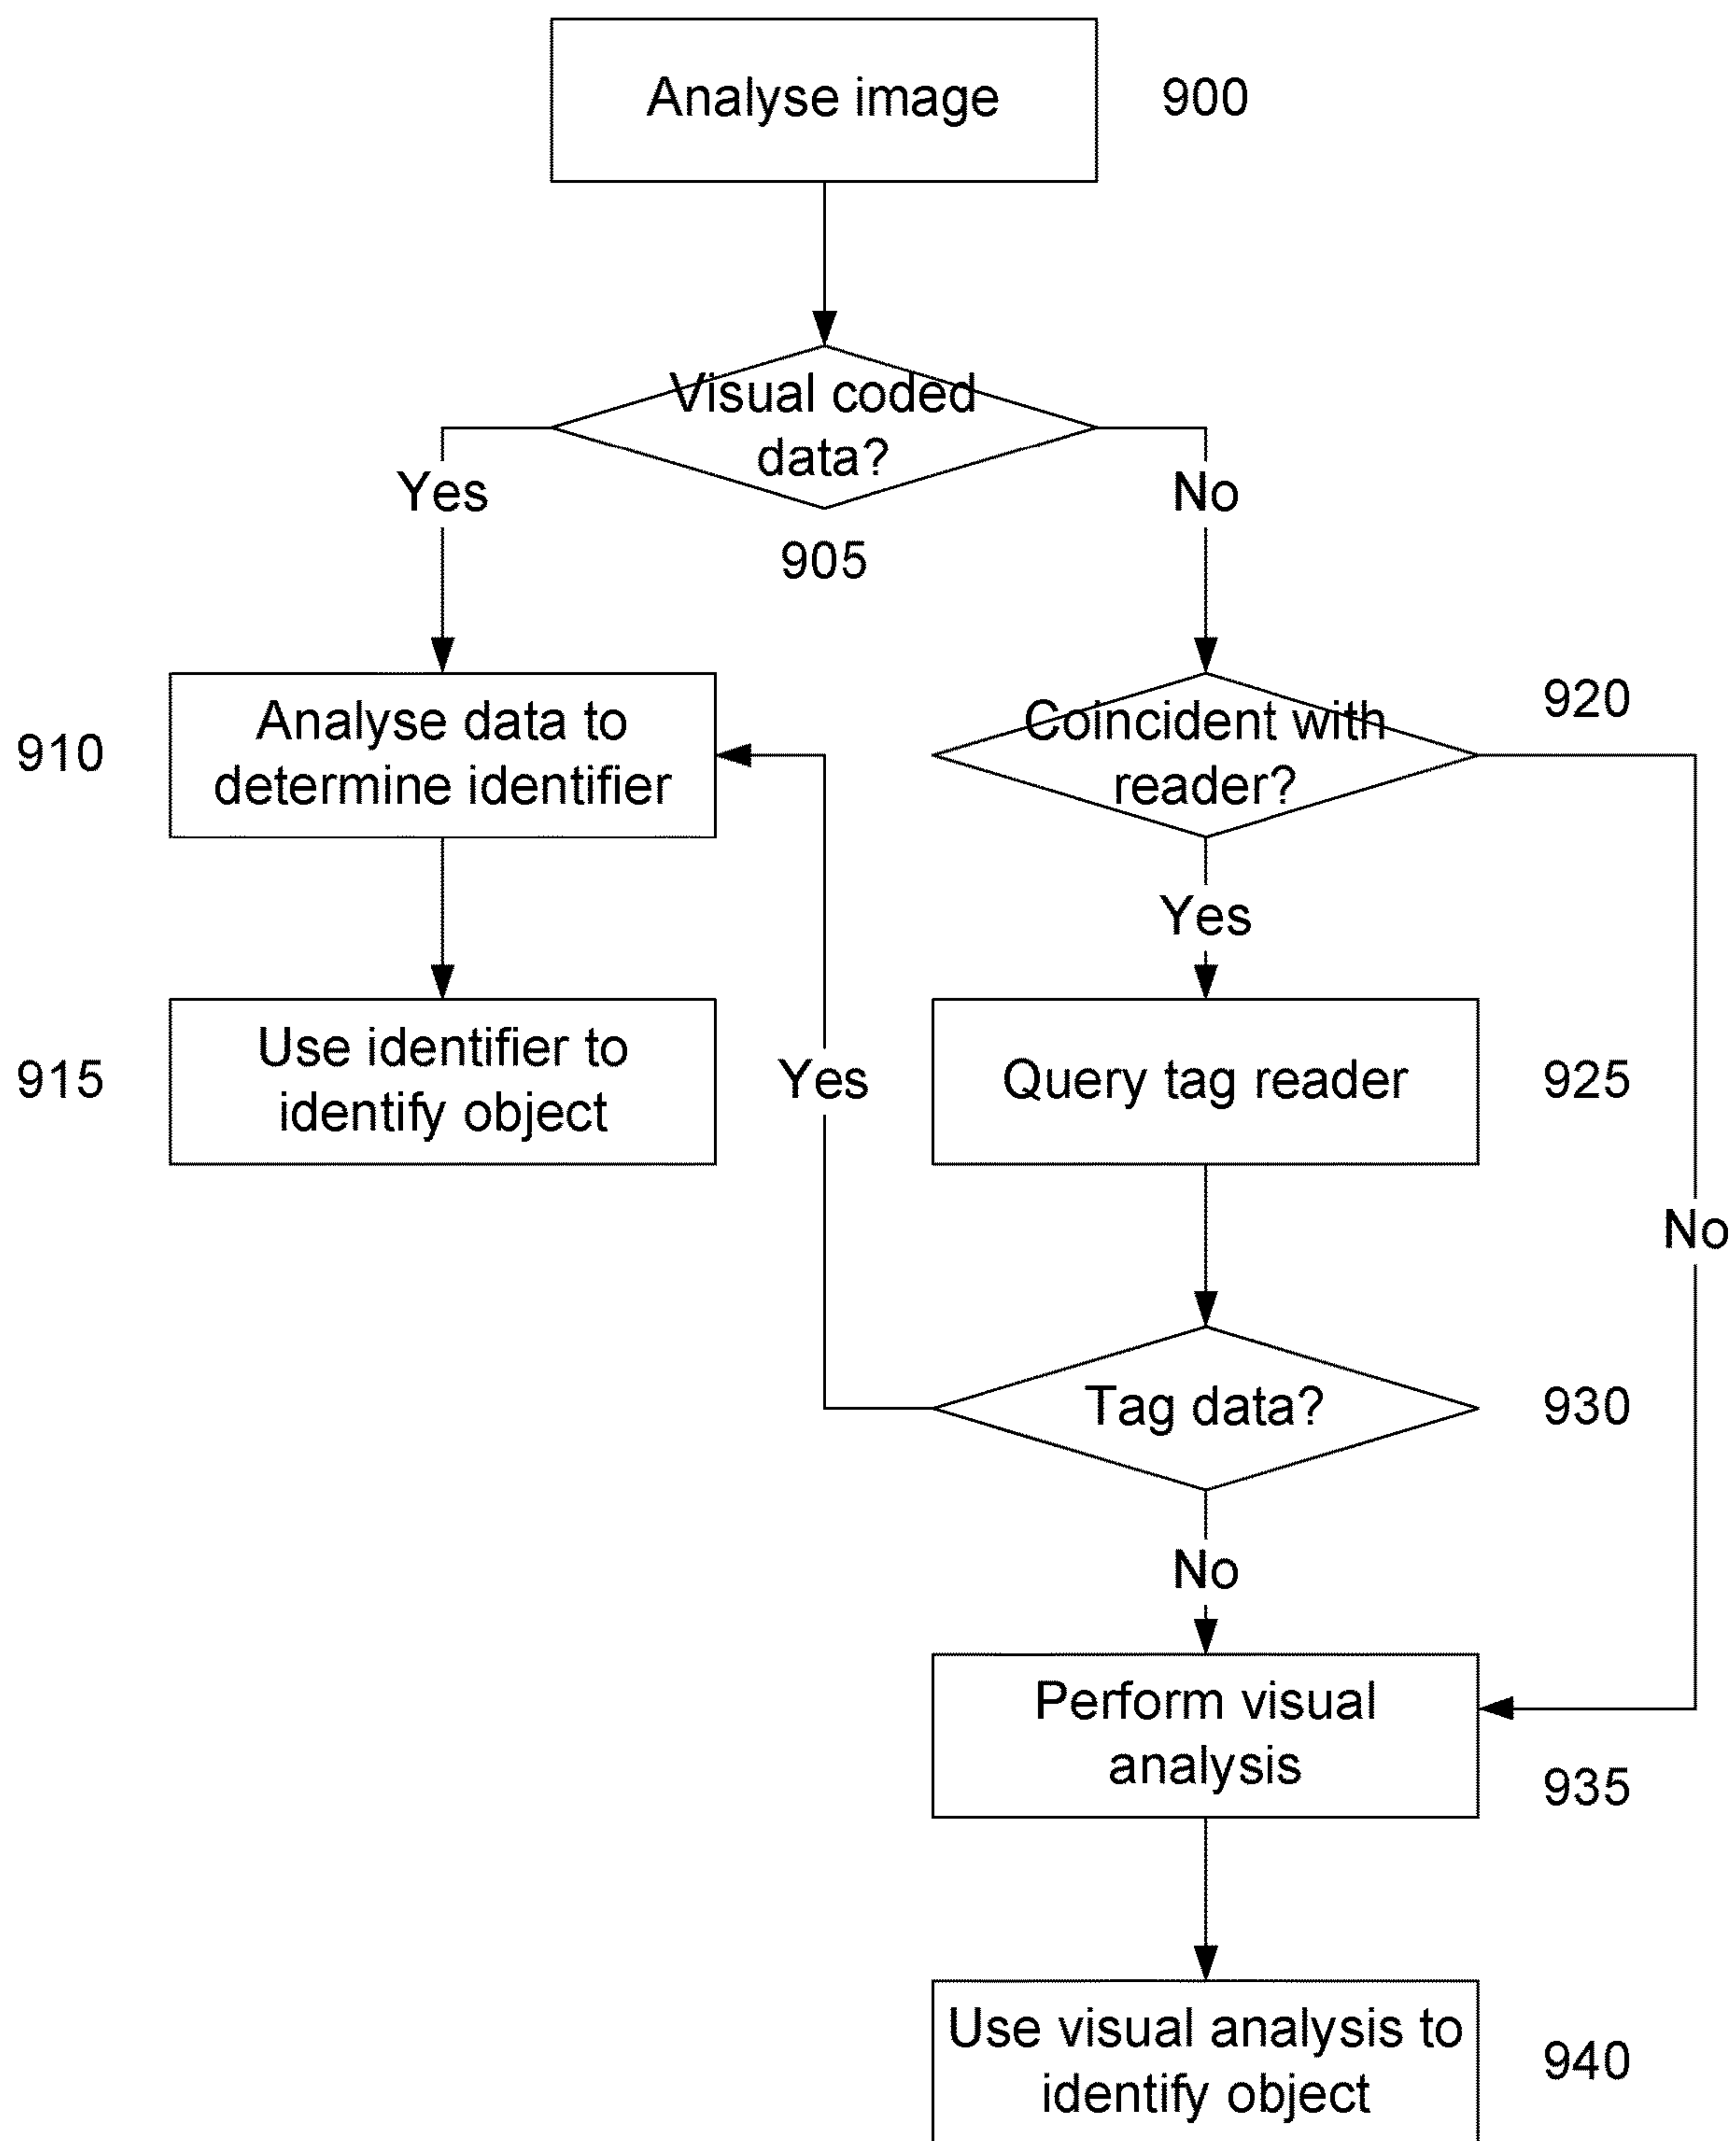 Analyse image
900
Visual coded
data?
Yes
No
905
910
Analyse data to
determine identifier
Coincident with
reader?
920
Yes
915
Use identifier to
identify object
Yes
Query tag reader
925
No
Tag data?
930
No
Perform visual
analysis
935
Use visual analysis to
identify object
940